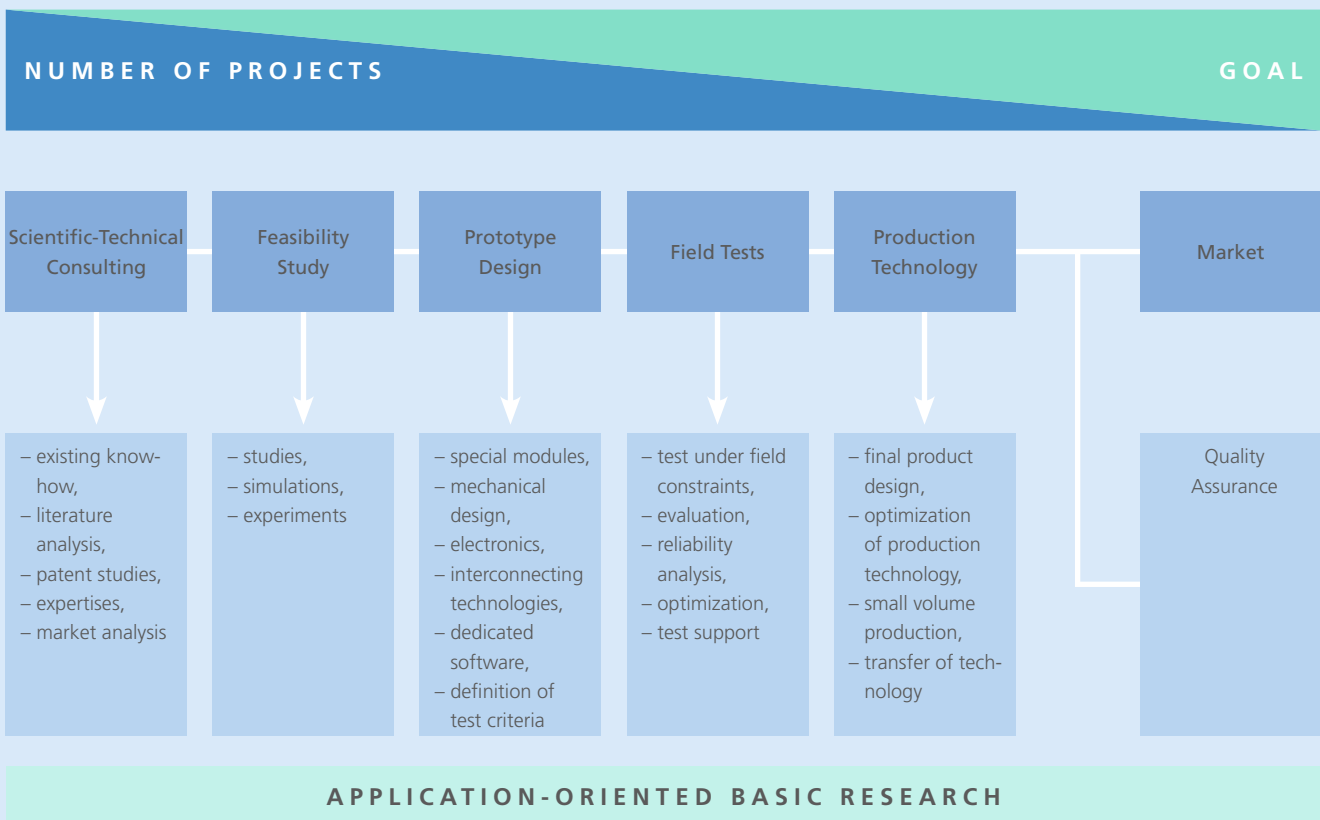 NUMBER OF PROJECTS
GOAL
Scientific-Technical
Consulting
Feasibility
Study
Prototype
Design
Field Tests
Production
Technology
Market
– existing know-
how,
– literature
analysis,
– patent studies,
– expertises,
– market analysis
– studies,
– simulations,
– experiments
– special modules,
– mechanical
design,
– electronics,
– interconnecting
technologies,
– dedicated
software,
– definition of
test criteria
– test under field
constraints,
– evaluation,
– reliability
analysis,
– optimization,
– test support
– final product
design,
– optimization
of production
technology,
– small volume
production,
– transfer of tech-
nology
Quality
Assurance
APPLICATION-ORIENTED BASIC RESEARCH